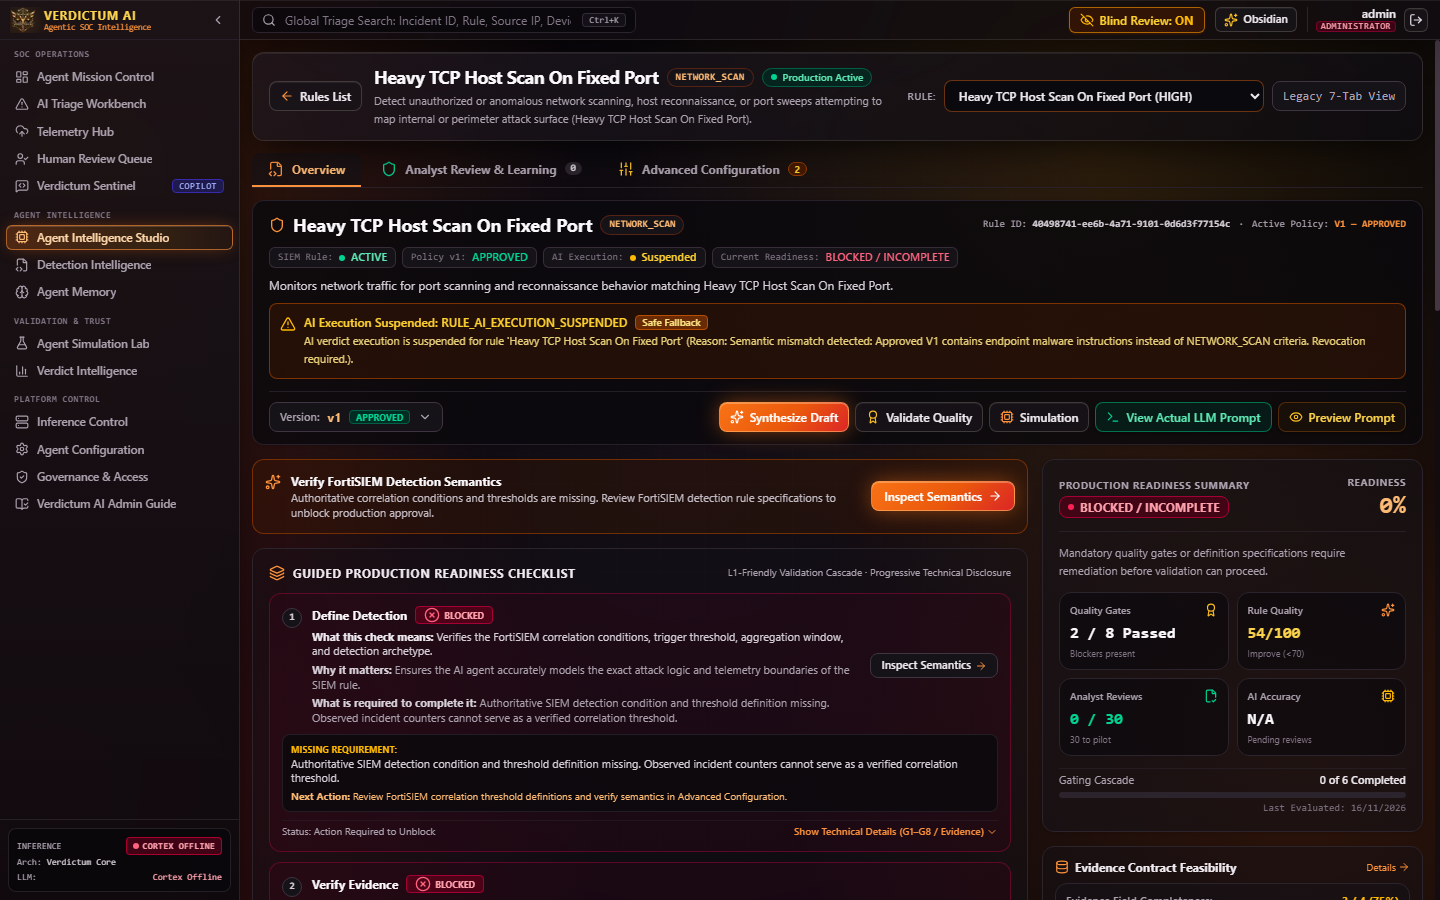 VERDICTUM AI
Agentic SOC Intelligence
Global Triage Search: Incident ID, Rule, Source IP, Devi
Ctrl+K
Blind Review: ON
Obsidian
admin
ADMINISTRATOR
SOC OPERATIONS
Agent Mission Control
AI Triage Workbench
Telemetry Hub
Human Review Queue
Verdictum Sentinel
COPILOT
AGENT INTELLIGENCE
Agent Intelligence Studio
Detection Intelligence
Agent Memory
VALIDATION & TRUST
Agent Simulation Lab
Verdict Intelligence
PLATFORM CONTROL
Inference Control
Agent Configuration
Governance & Access
Verdictum AI Admin Guide
INFERENCE
CORTEX OFFLINE
Arch: Verdictum Core
LLM: Cortex Offline
Rules List
Heavy TCP Host Scan On Fixed Port
NETWORK_SCAN
Production Active
Detect unauthorized or anomalous network scanning, host reconnaissance, or port sweeps attempting to
map internal or perimeter attack surface (Heavy TCP Host Scan On Fixed Port).
RULE:
Heavy TCP Host Scan On Fixed Port (HIGH)
Legacy 7-Tab View
Overview
Analyst Review & Learning 0
Advanced Configuration 2
Heavy TCP Host Scan On Fixed Port
NETWORK_SCAN
Rule ID: 40498741-ee6b-4a71-9101-0d6d3f77154c · Active Policy: V1 — APPROVED
SIEM Rule: ACTIVE
Policy v1: APPROVED
AI Execution: Suspended
Current Readiness: BLOCKED / INCOMPLETE
Monitors network traffic for port scanning and reconnaissance behavior matching Heavy TCP Host Scan On Fixed Port.
AI Execution Suspended: RULE_AI_EXECUTION_SUSPENDED
Safe Fallback
AI verdict execution is suspended for rule 'Heavy TCP Host Scan On Fixed Port' (Reason: Semantic mismatch detected: Approved V1 contains endpoint malware instructions instead of NETWORK_SCAN criteria. Revocation
required.).
Version: v1 APPROVED
Synthesize Draft
Validate Quality
Simulation
View Actual LLM Prompt
Preview Prompt
Verify FortiSIEM Detection Semantics
Authoritative correlation conditions and thresholds are missing. Review FortiSIEM detection rule specifications to
unblock production approval.
Inspect Semantics
GUIDED PRODUCTION READINESS CHECKLIST
L1-Friendly Validation Cascade · Progressive Technical Disclosure
1
Define Detection
BLOCKED
What this check means: Verifies the FortiSIEM correlation conditions, trigger threshold, aggregation window,
and detection archetype.
Why it matters: Ensures the AI agent accurately models the exact attack logic and telemetry boundaries of the
SIEM rule.
What is required to complete it: Authoritative SIEM detection condition and threshold definition missing.
Observed incident counters cannot serve as a verified correlation threshold.
Inspect Semantics
MISSING REQUIREMENT:
Authoritative SIEM detection condition and threshold definition missing. Observed incident counters cannot serve as a verified correlation
threshold.
Next Action: Review FortiSIEM correlation threshold definitions and verify semantics in Advanced Configuration.
Status: Action Required to Unblock
Show Technical Details (G1–G8 / Evidence)
2
Verify Evidence
BLOCKED
PRODUCTION READINESS SUMMARY
BLOCKED / INCOMPLETE
READINESS
0%
Mandatory quality gates or definition specifications require
remediation before validation can proceed.
Quality Gates
2 / 8 Passed
Blockers present
Rule Quality
54/100
Improve (<70)
Analyst Reviews
0 / 30
30 to pilot
AI Accuracy
N/A
Pending reviews
Gating Cascade
0 of 6 Completed
Last Evaluated: 16/11/2026
Evidence Contract Feasibility
Details
Evidence Field Completeness:
3 / 4 (75%)